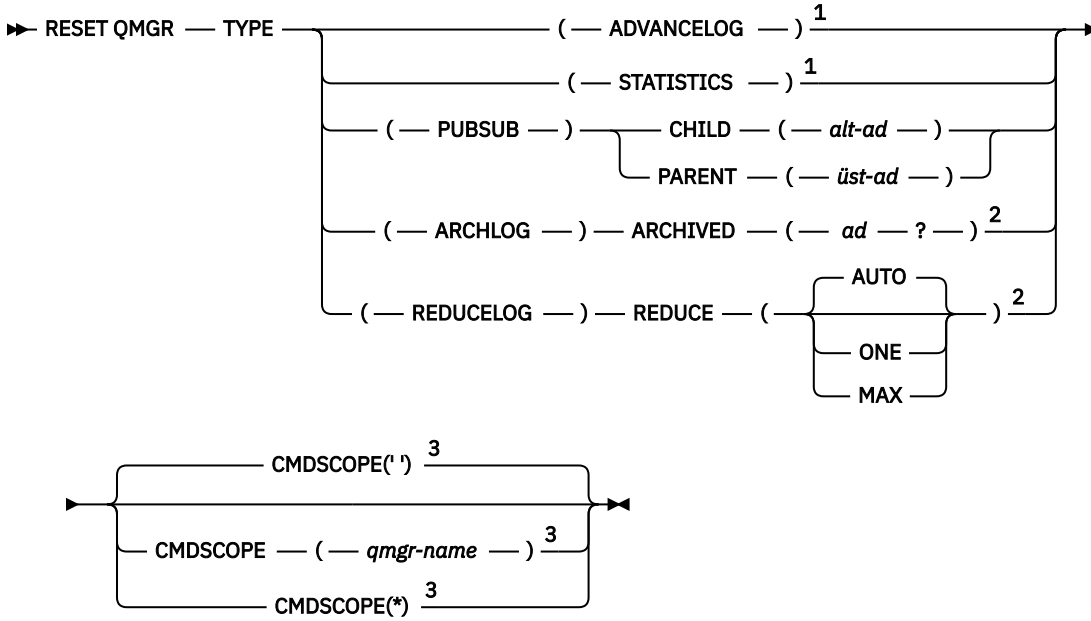 RESET QMGR TYPE ( ADVANCELOG ) 1
( STATISTICS ) 1
( PUBSUB ) CHILD ( alt-ad )
PARENT ( üst-ad )
( ARCHLOG ) ARCHIVED ( ad ? ) 2
AUTO
( REDUCELOG ) REDUCE ( ) 2
ONE
MAX
CMDSCOPE(' ') 3
CMDSCOPE ( qmgr-name ) 3
CMDSCOPE(*) 3